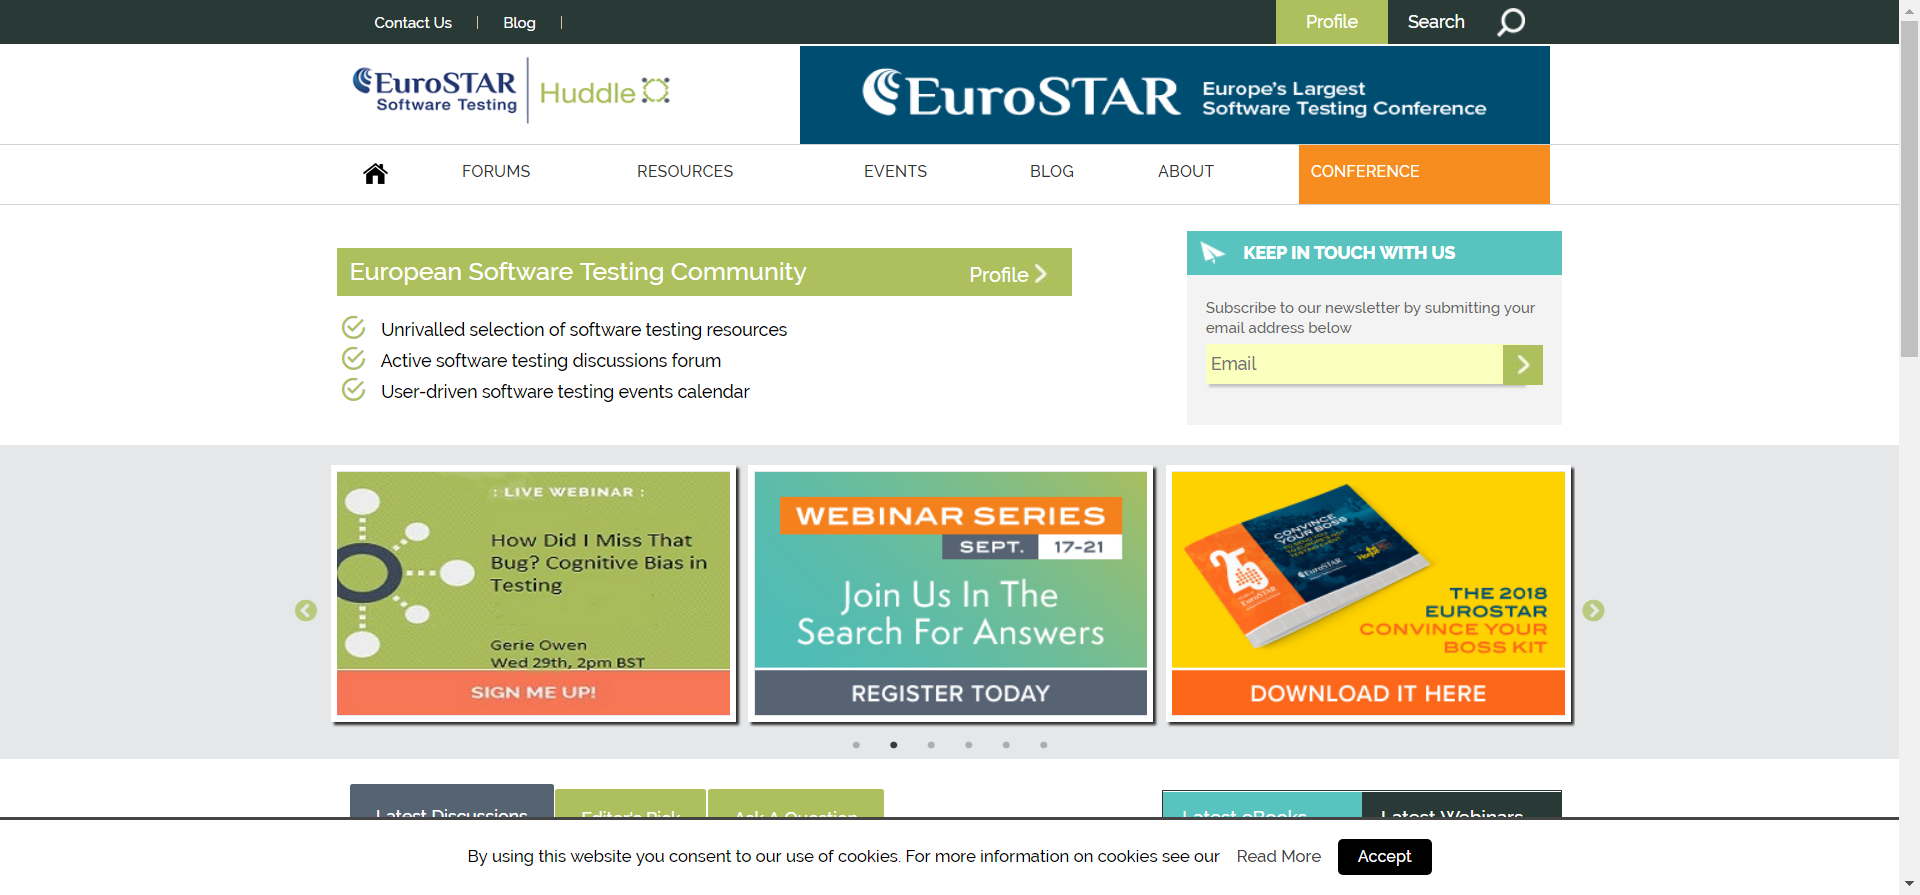 Contact Us
Blog
Profile
Search
EuroSTAR
Software Testing
Huddle
EuroSTAR
Europe's Largest
Software Testing Conference
FORUMS
RESOURCES
EVENTS
BLOG
ABOUT
CONFERENCE
European Software Testing Community
Profile
Unrivalled selection of software testing resources
Active software testing discussions forum
User-driven software testing events calendar
KEEP IN TOUCH WITH US
Subscribe to our newsletter by submitting your
email address below
Email
: LIVE WEBINAR :
How Did I Miss That
Bug? Cognitive Bias in
Testing
Gerie Owen
Wed 29th, 2pm BST
SIGN ME UP!
WEBINAR SERIES
SEPT. 17-21
Join Us In The
Search For Answers
REGISTER TODAY
CONVINCE
YOUR BOSS
EuroSTAR
THE 2018
EUROSTAR
CONVINCE YOUR
BOSS KIT
DOWNLOAD IT HERE
Latest Discussions
Editor's Pick
Ask A Question
Latest eBooks
Latest Webinars
By using this website you consent to our use of cookies. For more information on cookies see our Read More Accept